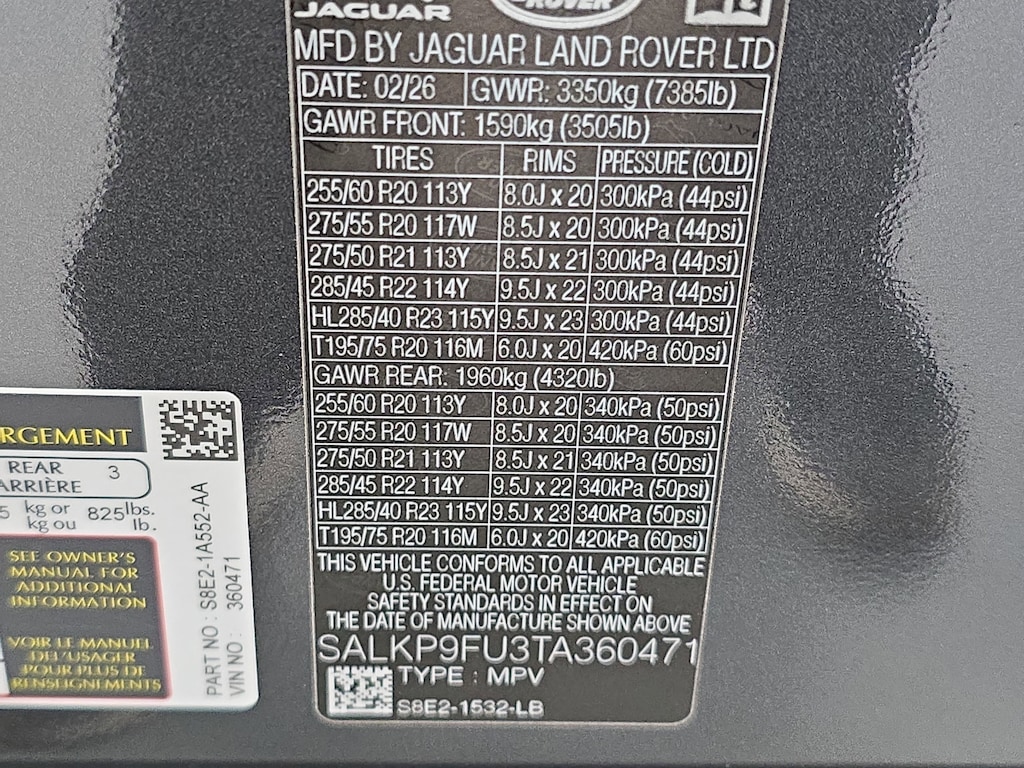 JAGUAR
ROVER
MFD BY JAGUAR LAND ROVER LTD
DATE: 02/26 GVWR: 3350kg (7385lb)
GAWR FRONT: 1590kg (3505lb)
TIRES RIMS PRESSURE (COLD)
255/60 R20 113Y 8.0J x 20 300kPa (44psi)
275/55 R20 117W 8.5J x 20 300kPa (44psi)
275/50 R21 113Y 8.5J x 21 300kPa (44psi)
285/45 R22 114Y 9.5J x 22 300kPa (44psi)
HL285/40 R23 115Y 9.5J x 23 300kPa (44psi)
T195/75 R20 116M 6.0J x 20 420kPa (60psi)
GAWR REAR: 1960kg (4320lb)
255/60 R20 113Y 8.0J x 20 340kPa (50psi)
275/55 R20 117W 8.5J x 20 340kPa (50psi)
275/50 R21 113Y 8.5J x 21 340kPa (50psi)
285/45 R22 114Y 9.5J x 22 340kPa (50psi)
HL285/40 R23 115Y 9.5J x 23 340kPa (50psi)
T195/75 R20 116M 6.0J x 20 420kPa (60psi)
THIS VEHICLE CONFORMS TO ALL APPLICABLE
U.S. FEDERAL MOTOR VEHICLE
SAFETY STANDARDS IN EFFECT ON
THE DATE OF MANUFACTURE SHOWN ABOVE
SALKP9FU3TA360471
TYPE : MPV
S8E2-1532-LB
RGEMENT
REAR 3
ARRIÈRE
5 kg or 825 lbs.
kg ou lb.
SEE OWNER'S
MANUAL FOR
ADDITIONAL
INFORMATION
VOIR LE MANUEL
DE L'USAGER
POUR PLUS DE
RENSEIGNEMENTS
PART NO : S8E2-1A552-AA
VIN NO : 360471